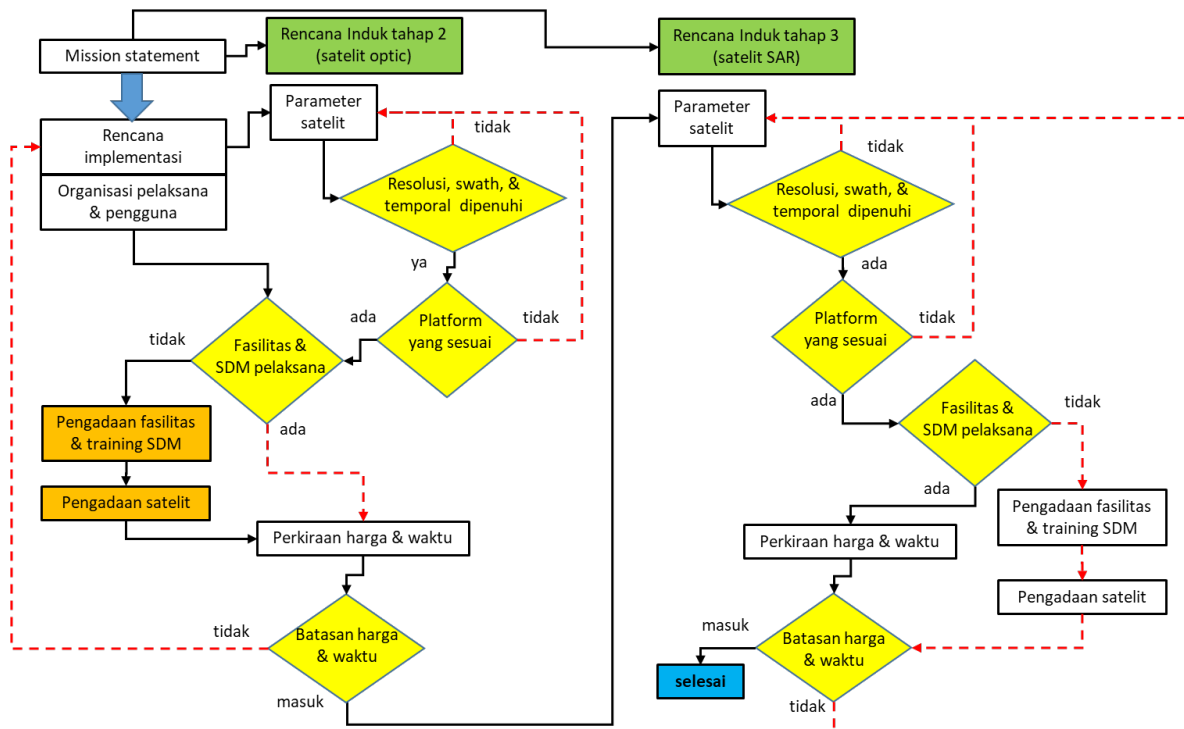 Mission statement
Rencana Induk tahap 2
(satelit optic)
Rencana Induk tahap 3
(satelit SAR)
Rencana
implementasi
Organisasi pelaksana
& pengguna
Parameter
satelit
tidak
Resolusi, swath, &
temporal dipenuhi
ya
Platform
yang sesuai
tidak
ada
Fasilitas &
SDM pelaksana
tidak
ada
Pengadaan fasilitas
& training SDM
Pengadaan satelit
Perkiraan harga & waktu
Batasan harga
& waktu
tidak
masuk
Parameter
satelit
tidak
Resolusi, swath, &
temporal dipenuhi
ada
Platform
yang sesuai
tidak
ada
Fasilitas &
SDM pelaksana
tidak
ada
Pengadaan fasilitas
& training SDM
Pengadaan satelit
Perkiraan harga & waktu
Batasan harga
& waktu
masuk
selesai
tidak